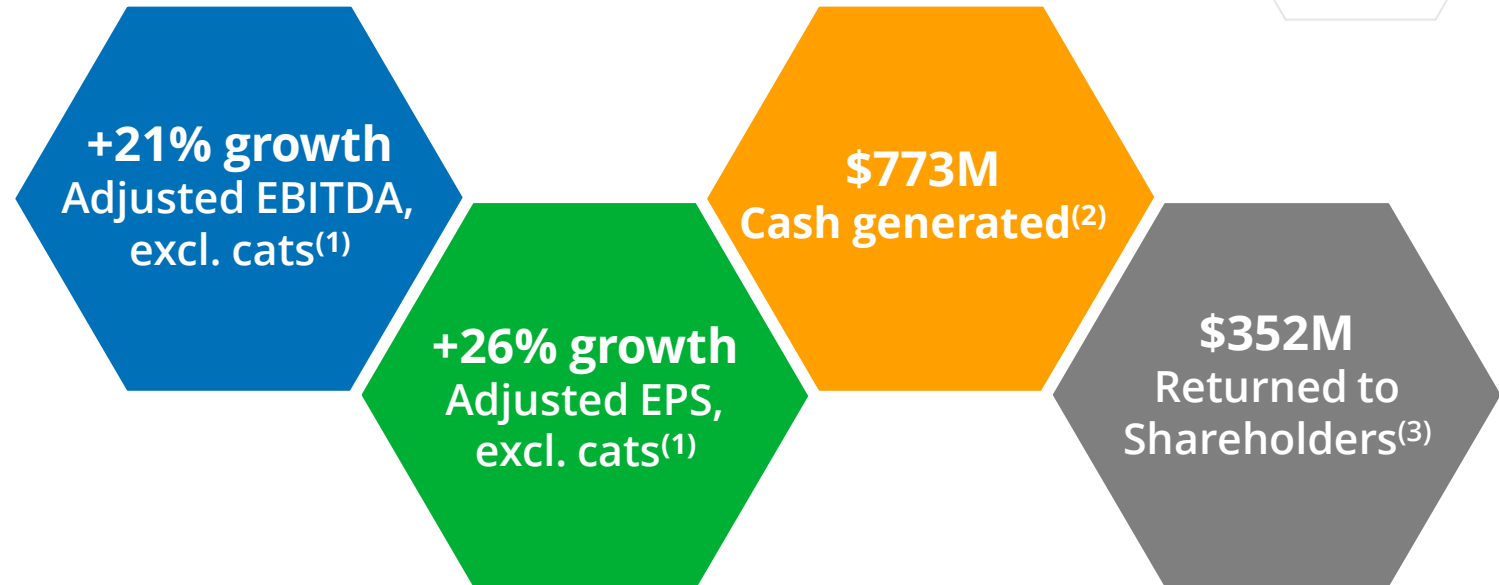 +21% growth
Adjusted EBITDA,
excl. cats(1)
+26% growth
Adjusted EPS,
excl. cats(1)
$773M
Cash generated(2)
$352M
Returned to
Shareholders(3)